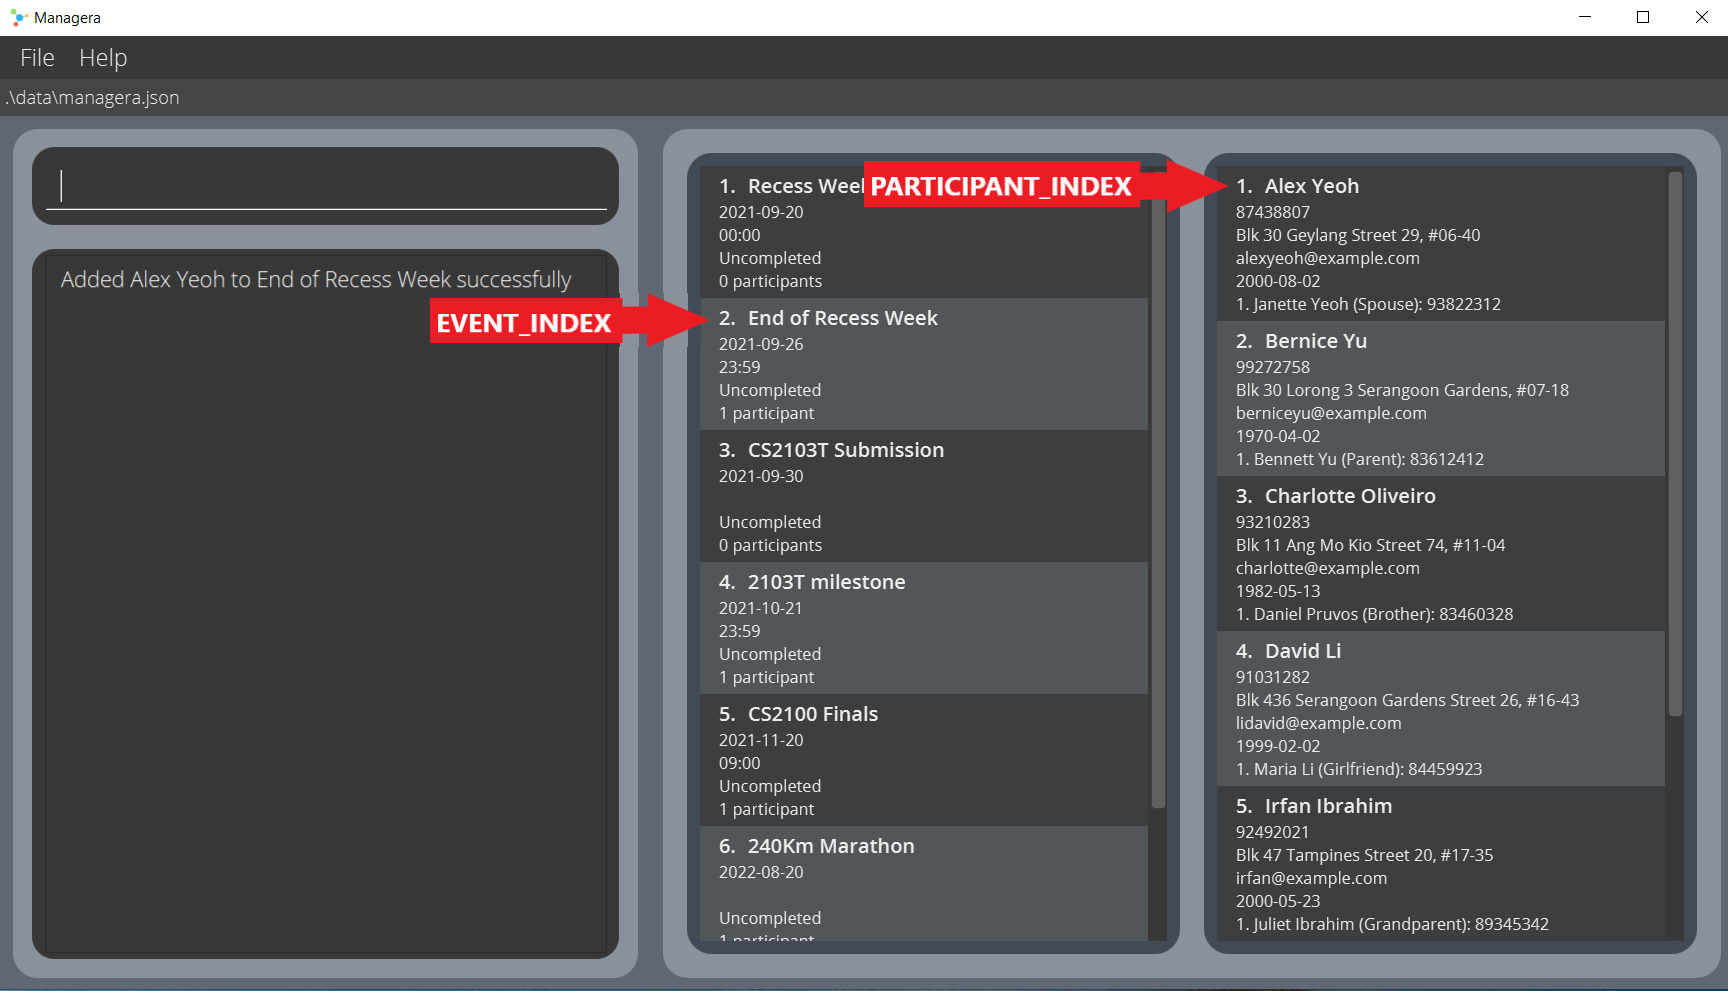 Managera
File Help
.\data\managera.json
Added Alex Yeoh to End of Recess Week successfully
EVENT_INDEX
PARTICIPANT_INDEX
1. Recess Week
2021-09-20
00:00
Uncompleted
0 participants
2. End of Recess Week
2021-09-26
23:59
Uncompleted
1 participant
3. CS2103T Submission
2021-09-30
Uncompleted
0 participants
4. 2103T milestone
2021-10-21
23:59
Uncompleted
1 participant
5. CS2100 Finals
2021-11-20
09:00
Uncompleted
1 participant
6. 240Km Marathon
2022-08-20
Uncompleted
1 participant
1. Alex Yeoh
87438807
Blk 30 Geylang Street 29, #06-40
alexyeoh@example.com
2000-08-02
1. Janette Yeoh (Spouse): 93822312
2. Bernice Yu
99272758
Blk 30 Lorong 3 Serangoon Gardens, #07-18
berniceyu@example.com
1970-04-02
1. Bennett Yu (Parent): 83612412
3. Charlotte Oliveiro
93210283
Blk 11 Ang Mo Kio Street 74, #11-04
charlotte@example.com
1982-05-13
1. Daniel Pruvos (Brother): 83460328
4. David Li
91031282
Blk 436 Serangoon Gardens Street 26, #16-43
lidavid@example.com
1999-02-02
1. Maria Li (Girlfriend): 84459923
5. Irfan Ibrahim
92492021
Blk 47 Tampines Street 20, #17-35
irfan@example.com
2000-05-23
1. Juliet Ibrahim (Grandparent): 89345342